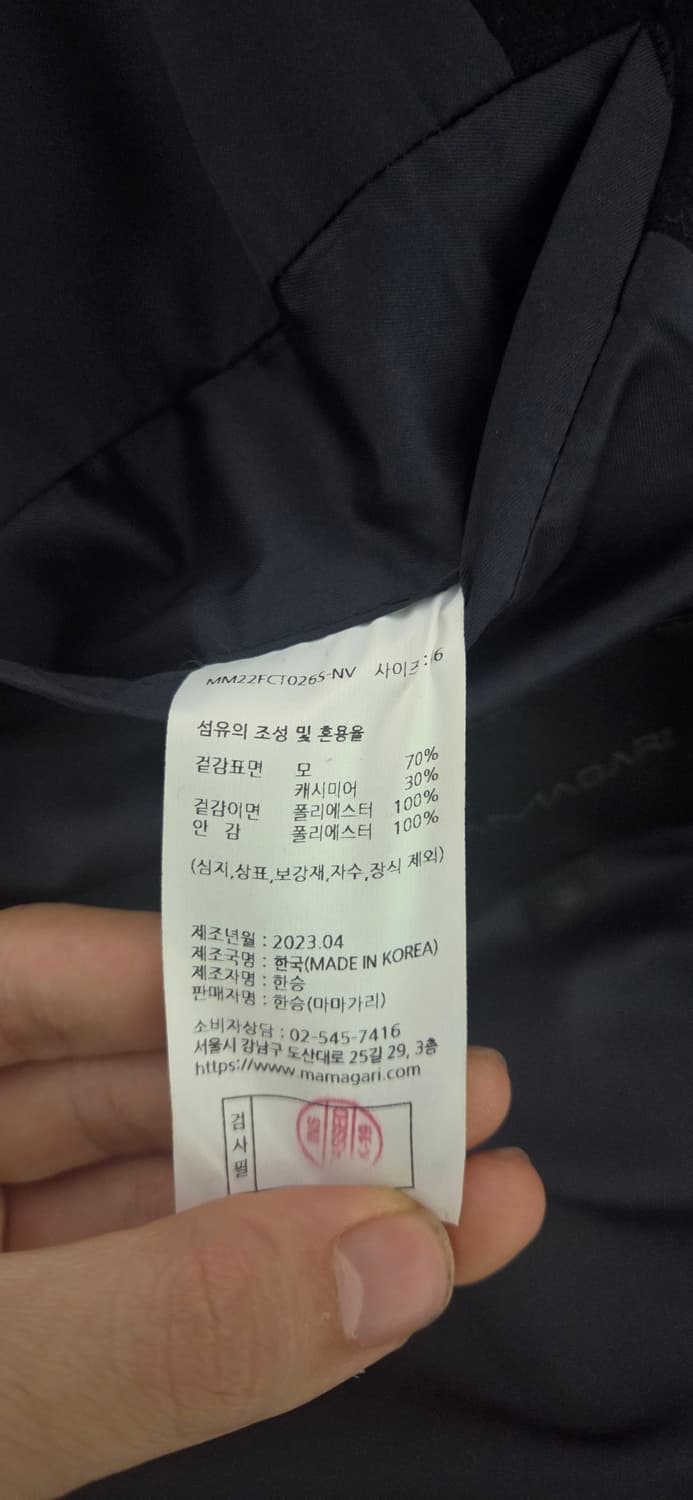 MM22FCT026S-NV 사이즈:6
섬유의 조성 및 혼용율
겉감표면 모 70%
캐시미어 30%
겉감이면 폴리에스터 100%
안 감 폴리에스터 100%
(심지,상표,보강재,자수,장식 제외)
제조년월 : 2023.04
제조국명 : 한국(MADE IN KOREA)
제조자명 : 한승
판매자명 : 한승(마마가리)
소비자상담 : 02-545-7416
서울시 강남구 도산대로 25길 29, 3층
https://www.mamagari.com
검사필